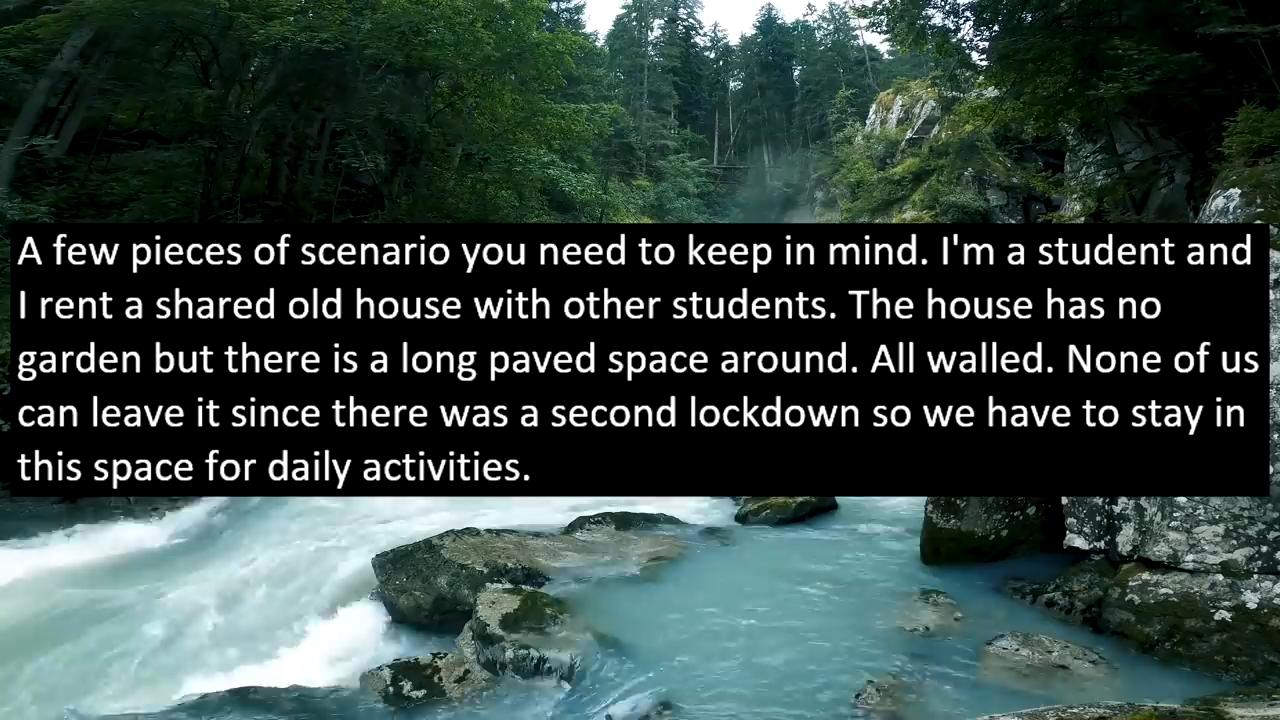 A few pieces of scenario you need to keep in mind. I'm a student and
I rent a shared old house with other students. The house has no
garden but there is a long paved space around. All walled. None of us
can leave it since there was a second lockdown so we have to stay in
this space for daily activities.